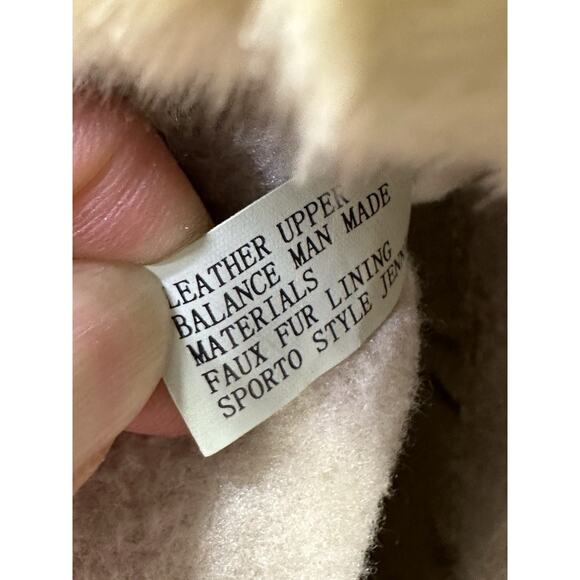 LEATHER UPPER
BALANCE MAN MADE
MATERIALS
FAUX FUR LINING
SPORTO STYLE